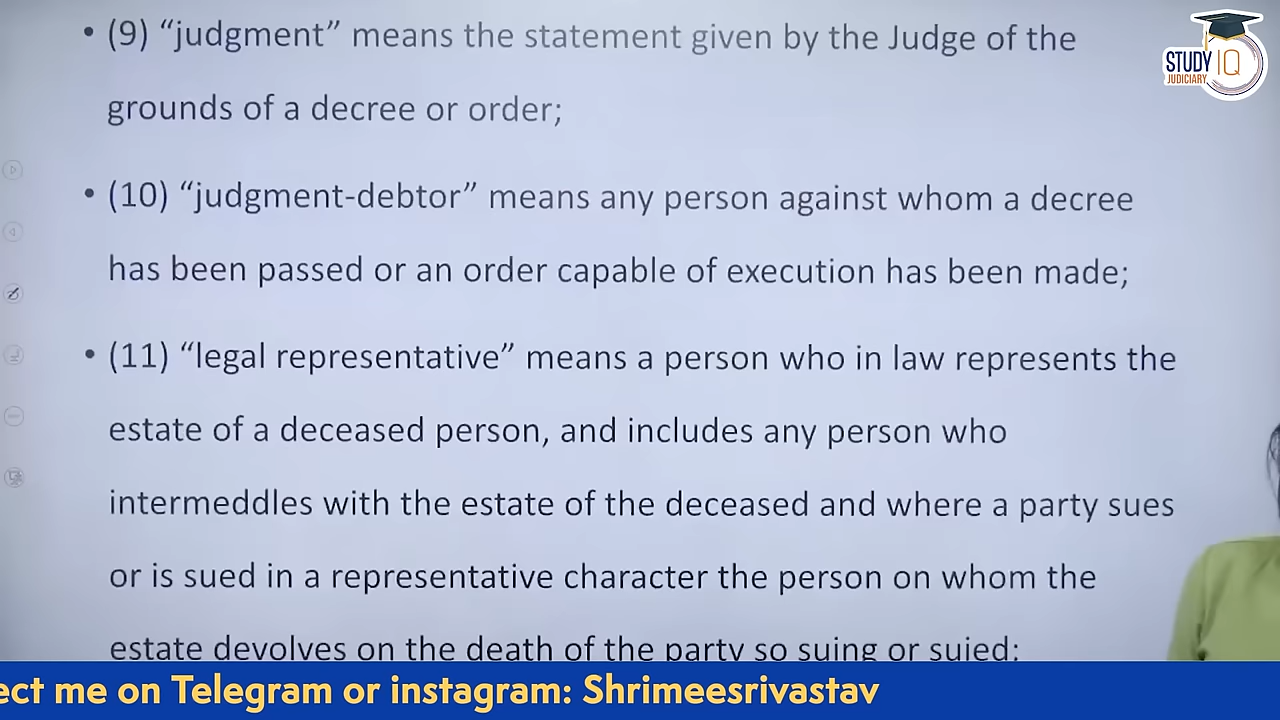 • (9) “judgment” means the statement given by the Judge of the
grounds of a decree or order;
• (10) “judgment-debtor” means any person against whom a decree
has been passed or an order capable of execution has been made;
• (11) “legal representative” means a person who in law represents the
estate of a deceased person, and includes any person who
intermeddles with the estate of the deceased and where a party sues
or is sued in a representative character the person on whom the
estate devolves on the death of the party so suing or suied;
STUDY IQ
JUDICIARY
ect me on Telegram or instagram: Shrimeesrivastav